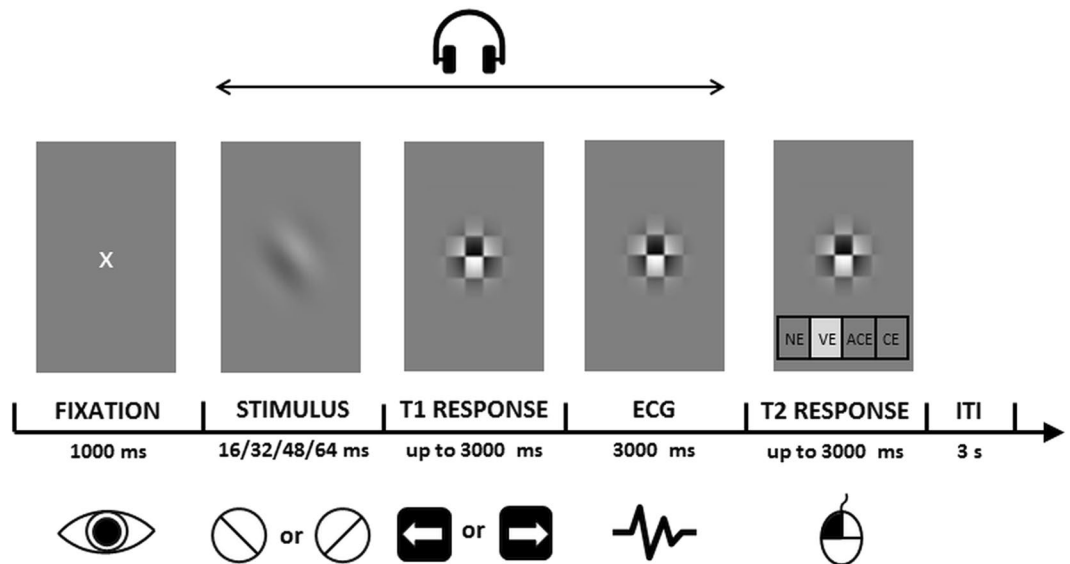 X
NE VE ACE CE
FIXATION STIMULUS T1 RESPONSE ECG T2 RESPONSE ITI
1000 ms 16/32/48/64 ms up to 3000 ms 3000 ms up to 3000 ms 3 s
or or